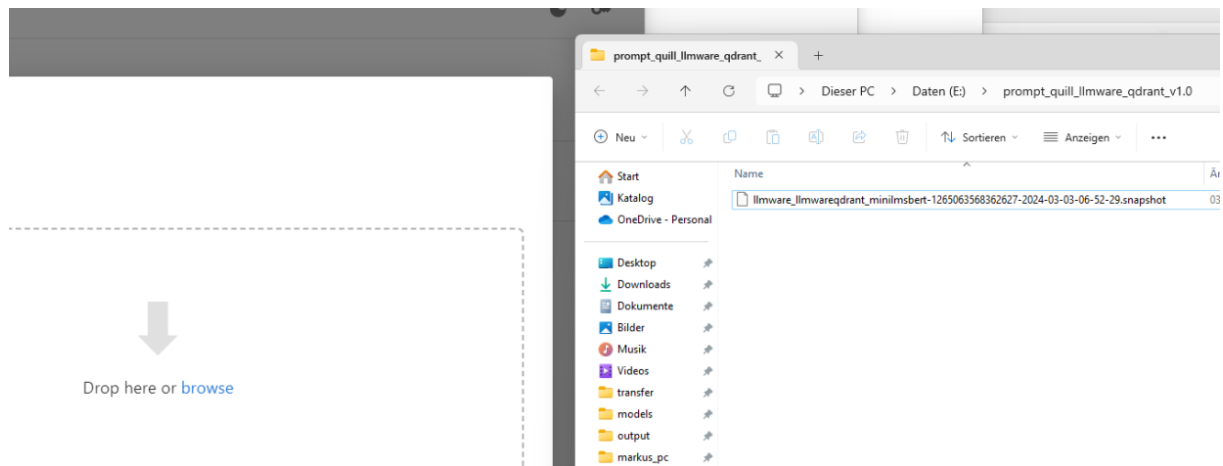 prompt_quill_llmware_qdrant_
Dieser PC > Daten (E:) > prompt_quill_llmware_qdrant_v1.0
Neu
Sortieren
Anzeigen
Name
Start
Katalog
llmware_llmwareqdrant_minilmsbert-1265063568362627-2024-03-03-06-52-29.snapshot
03
OneDrive - Personal
Desktop
Downloads
Dokumente
Bilder
Musik
Videos
transfer
models
output
markus_pc
Drop here or browse